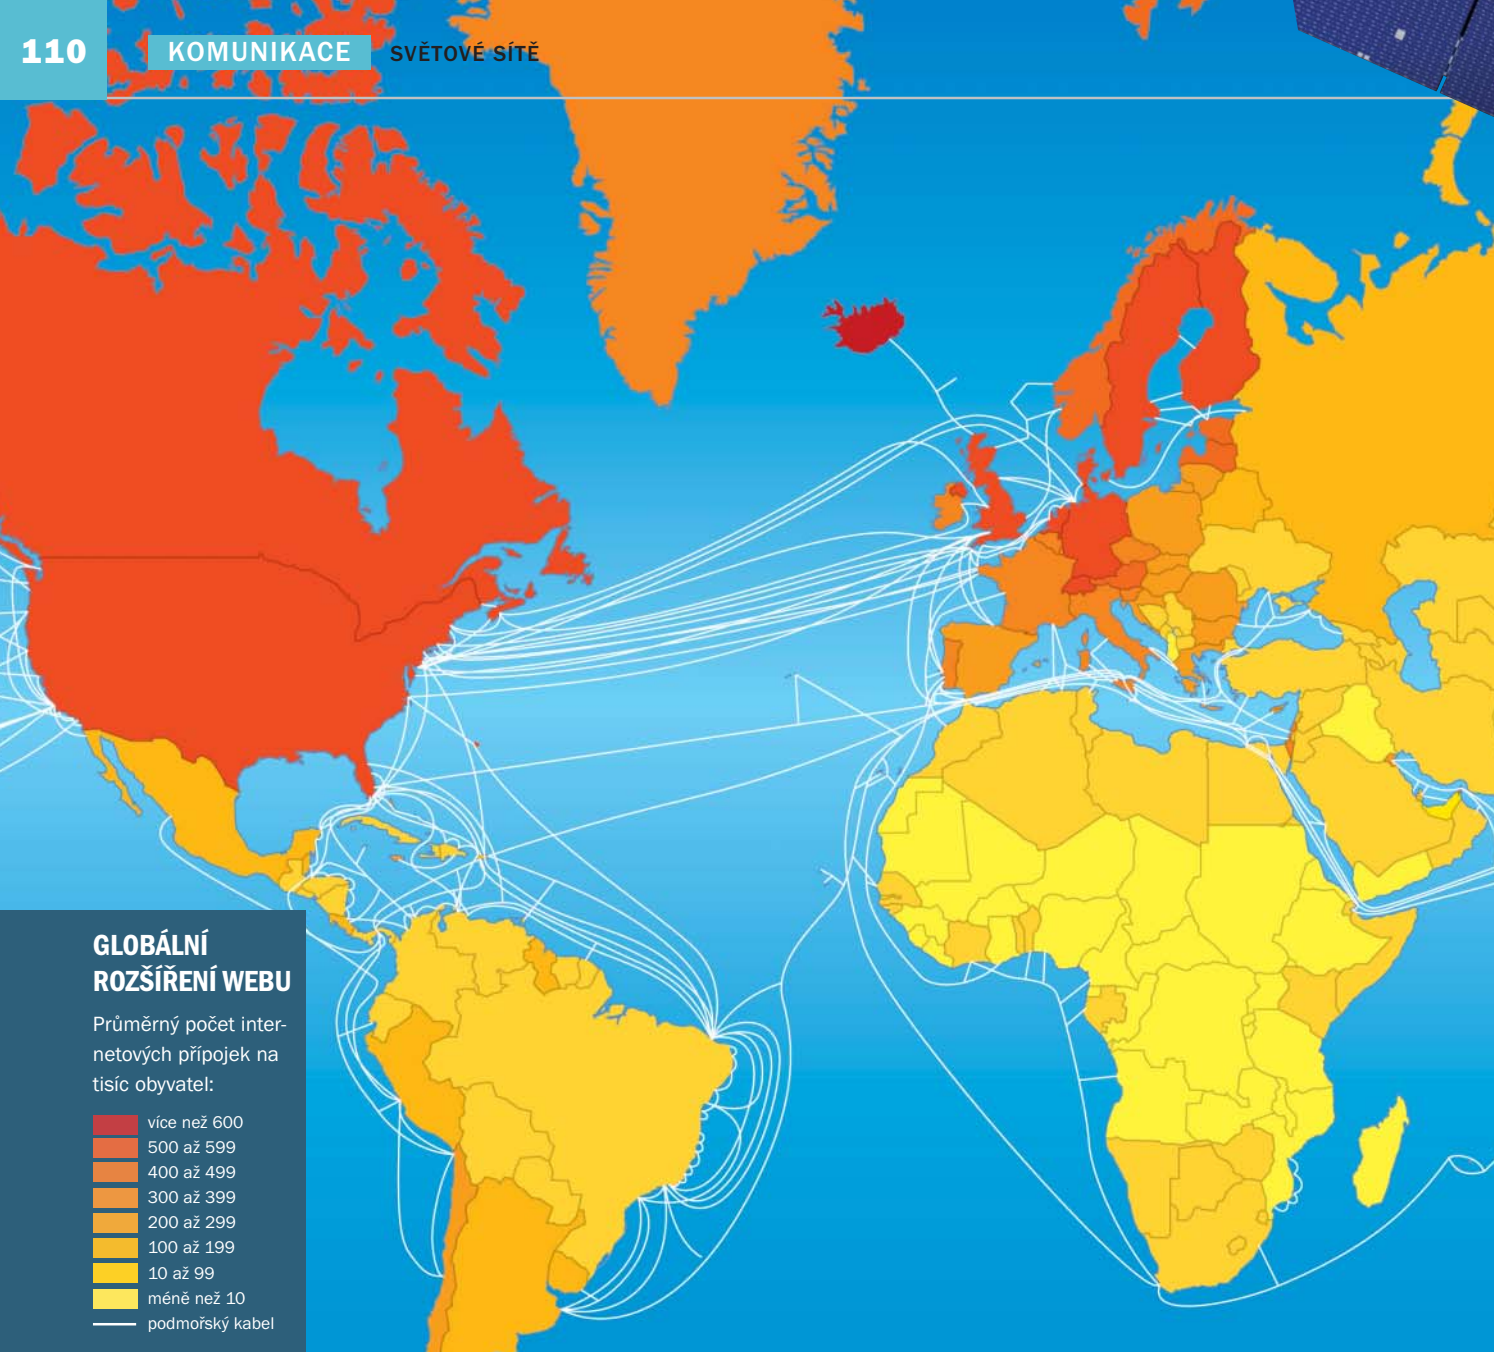 110
KOMUNIKACE SVĚTOVÉ SÍTĚ
GLOBÁLNÍ
ROZŠÍŘENÍ WEBU
Průměrný počet inter-
netových přípojek na
tisíc obyvatel:
více než 600
500 až 599
400 až 499
300 až 399
200 až 299
100 až 199
10 až 99
méně než 10
podmořský kabel